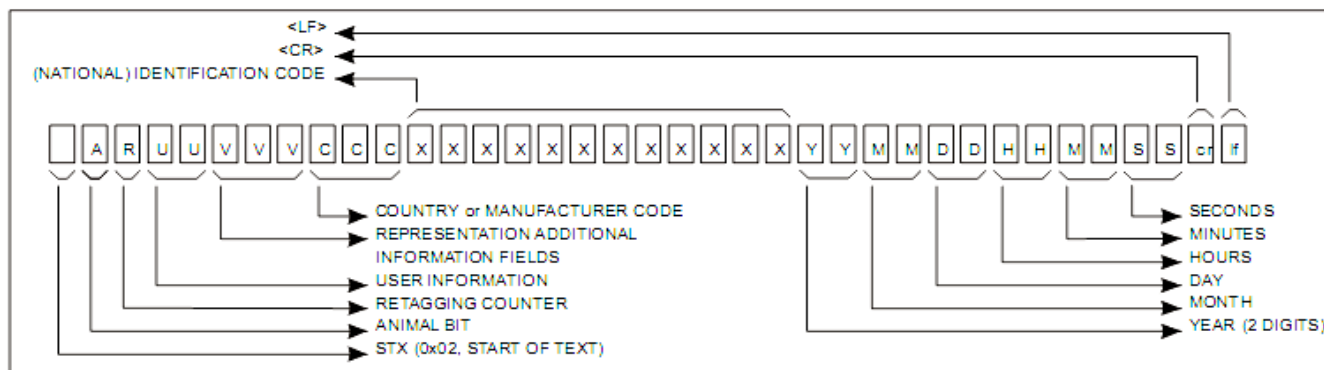 <LF>
<CR>
(NATIONAL) IDENTIFICATION CODE
A R U U V V V C C C X X X X X X X X X X X X Y Y M M D D H H M M S S cr lf
COUNTRY or MANUFACTURER CODE
REPRESENTATION ADDITIONAL
INFORMATION FIELDS
USER INFORMATION
RETAGGING COUNTER
ANIMAL BIT
STX (0x02, START OF TEXT)
SECONDS
MINUTES
HOURS
DAY
MONTH
YEAR (2 DIGITS)